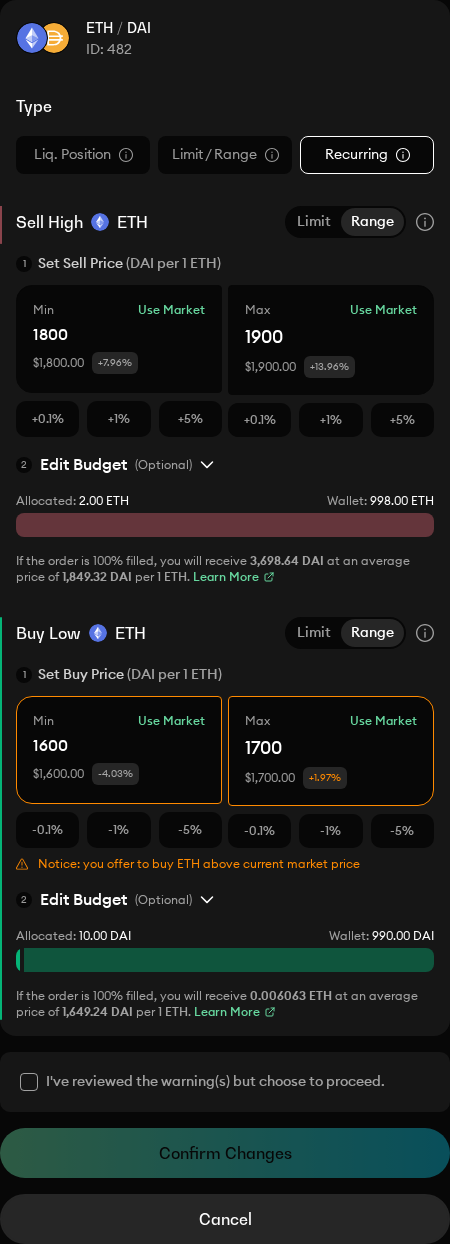 ETH / DAI
ID: 482
Type
Liq. Position Limit / Range Recurring
Sell High ETH Limit Range
1 Set Sell Price (DAI per 1 ETH)
Min Use Market Max Use Market
1800 1900
$1,800.00 +7.96% $1,900.00 +13.96%
+0.1% +1% +5% +0.1% +1% +5%
2 Edit Budget (Optional)
Allocated: 2.00 ETH Wallet: 998.00 ETH
If the order is 100% filled, you will receive 3,698.64 DAI at an average
price of 1,849.32 DAI per 1 ETH. Learn More
Buy Low ETH Limit Range
1 Set Buy Price (DAI per 1 ETH)
Min Use Market Max Use Market
1600 1700
$1,600.00 -4.03% $1,700.00 +1.97%
-0.1% -1% -5% -0.1% -1% -5%
Notice: you offer to buy ETH above current market price
2 Edit Budget (Optional)
Allocated: 10.00 DAI Wallet: 990.00 DAI
If the order is 100% filled, you will receive 0.006063 ETH at an average
price of 1,649.24 DAI per 1 ETH. Learn More
I've reviewed the warning(s) but choose to proceed.
Confirm Changes
Cancel